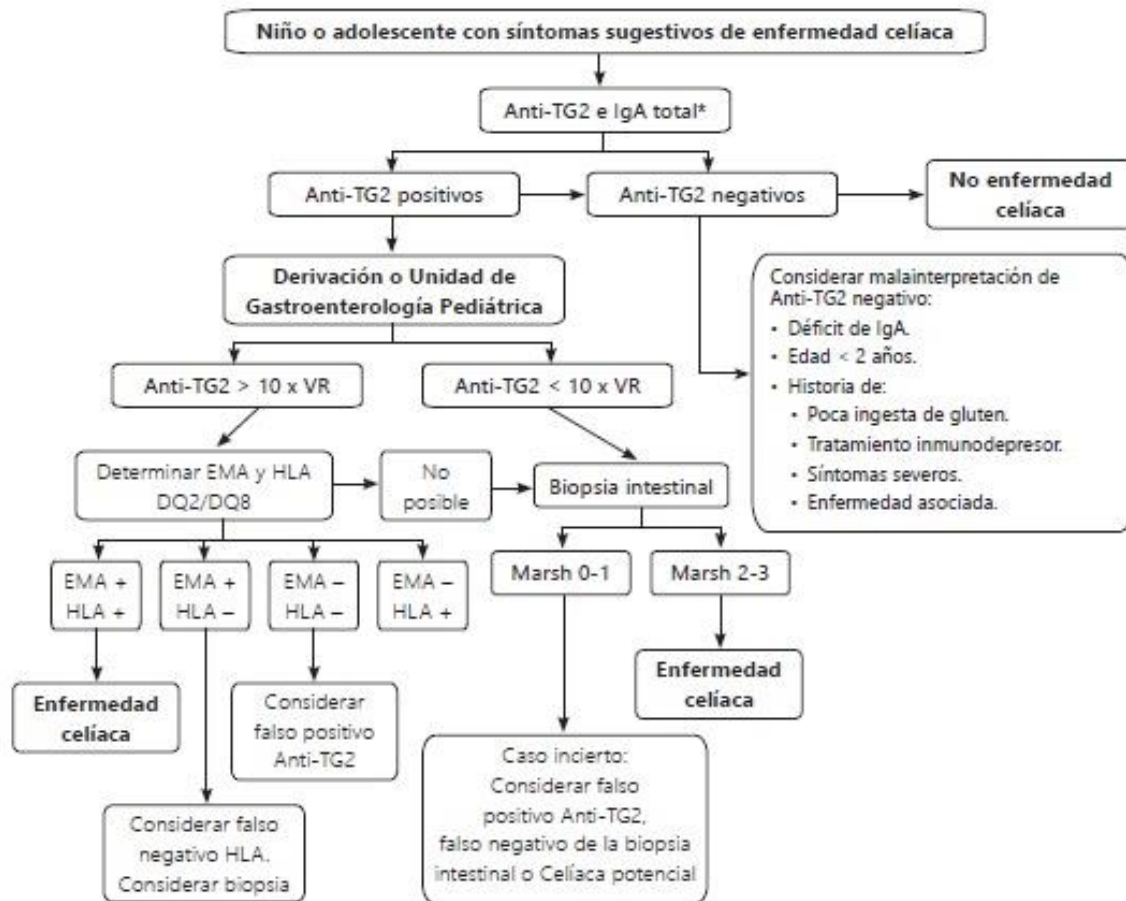 Niño o adolescente con síntomas sugestivos de enfermedad celíaca
Anti-TG2 e IgA total*
Anti-TG2 positivos
Anti-TG2 negativos
No enfermedad
celíaca
Derivación o Unidad de
Gastroenterología Pediátrica
Considerar malainterpretación de
Anti-TG2 negativo:
• Déficit de IgA.
• Edad < 2 años.
• Historia de:
• Poca ingesta de gluten.
• Tratamiento inmunodepresor.
• Síntomas severos.
• Enfermedad asociada.
Anti-TG2 > 10 x VR
Anti-TG2 < 10 x VR
Determinar EMA y HLA
DQ2/DQ8
No
posible
Biopsia intestinal
EMA +
HLA +
EMA +
HLA –
EMA –
HLA –
EMA –
HLA +
Marsh 0-1
Marsh 2-3
Enfermedad
celíaca
Considerar
falso positivo
Anti-TG2
Enfermedad
celíaca
Considerar falso
negativo HLA.
Considerar biopsia
Caso incierto:
Considerar falso
positivo Anti-TG2,
falso negativo de la biopsia
intestinal o Celíaca potencial